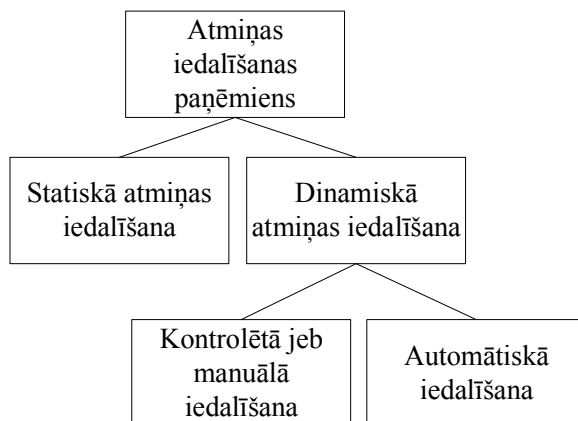 Atmiņas
iedalīšanas
paņēmiens
Statiskā atmiņas
iedalīšana
Dinamiskā
atmiņas iedalīšana
Kontrolētā jeb
manuālā
iedalīšana
Automātiskā
iedalīšana